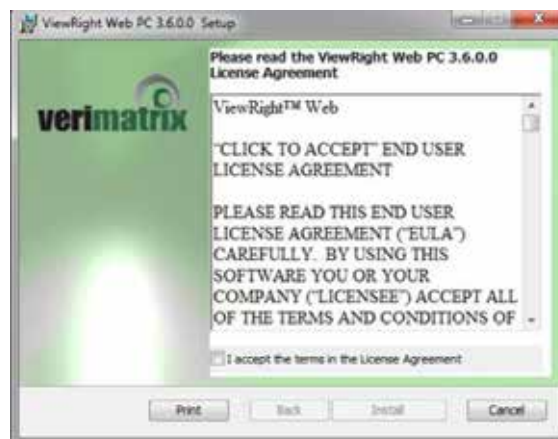 ViewRight Web PC 3.6.0.0 Setup
Please read the ViewRight Web PC 3.6.0.0
License Agreement
verimatrix
ViewRight™ Web
"CLICK TO ACCEPT" END USER
LICENSE AGREEMENT
PLEASE READ THIS END USER
LICENSE AGREEMENT ("EULA")
CAREFULLY. BY USING THIS
SOFTWARE YOU OR YOUR
COMPANY ("LICENSEE") ACCEPT ALL
OF THE TERMS AND CONDITIONS OF
I accept the terms in the License Agreement
Print Back Install Cancel